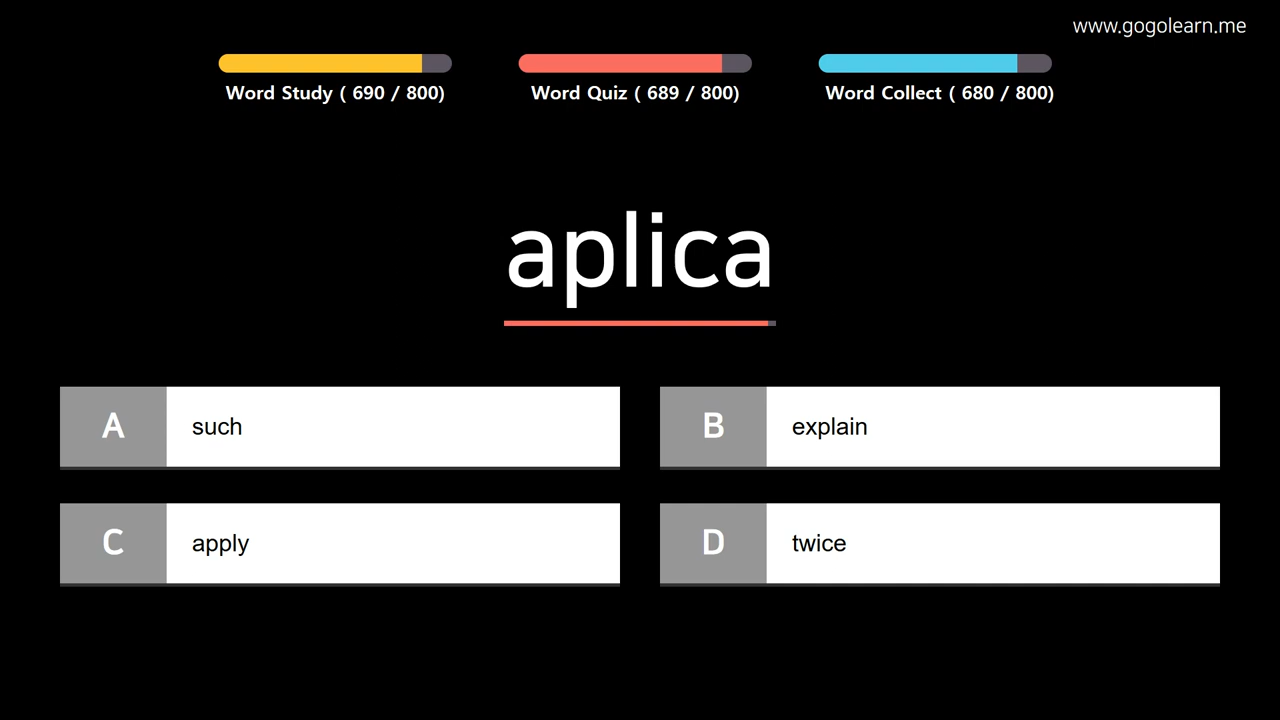 www.gogolearn.me
Word Study ( 690 / 800)
Word Quiz ( 689 / 800)
Word Collect ( 680 / 800)
aplica
A such
B explain
C apply
D twice